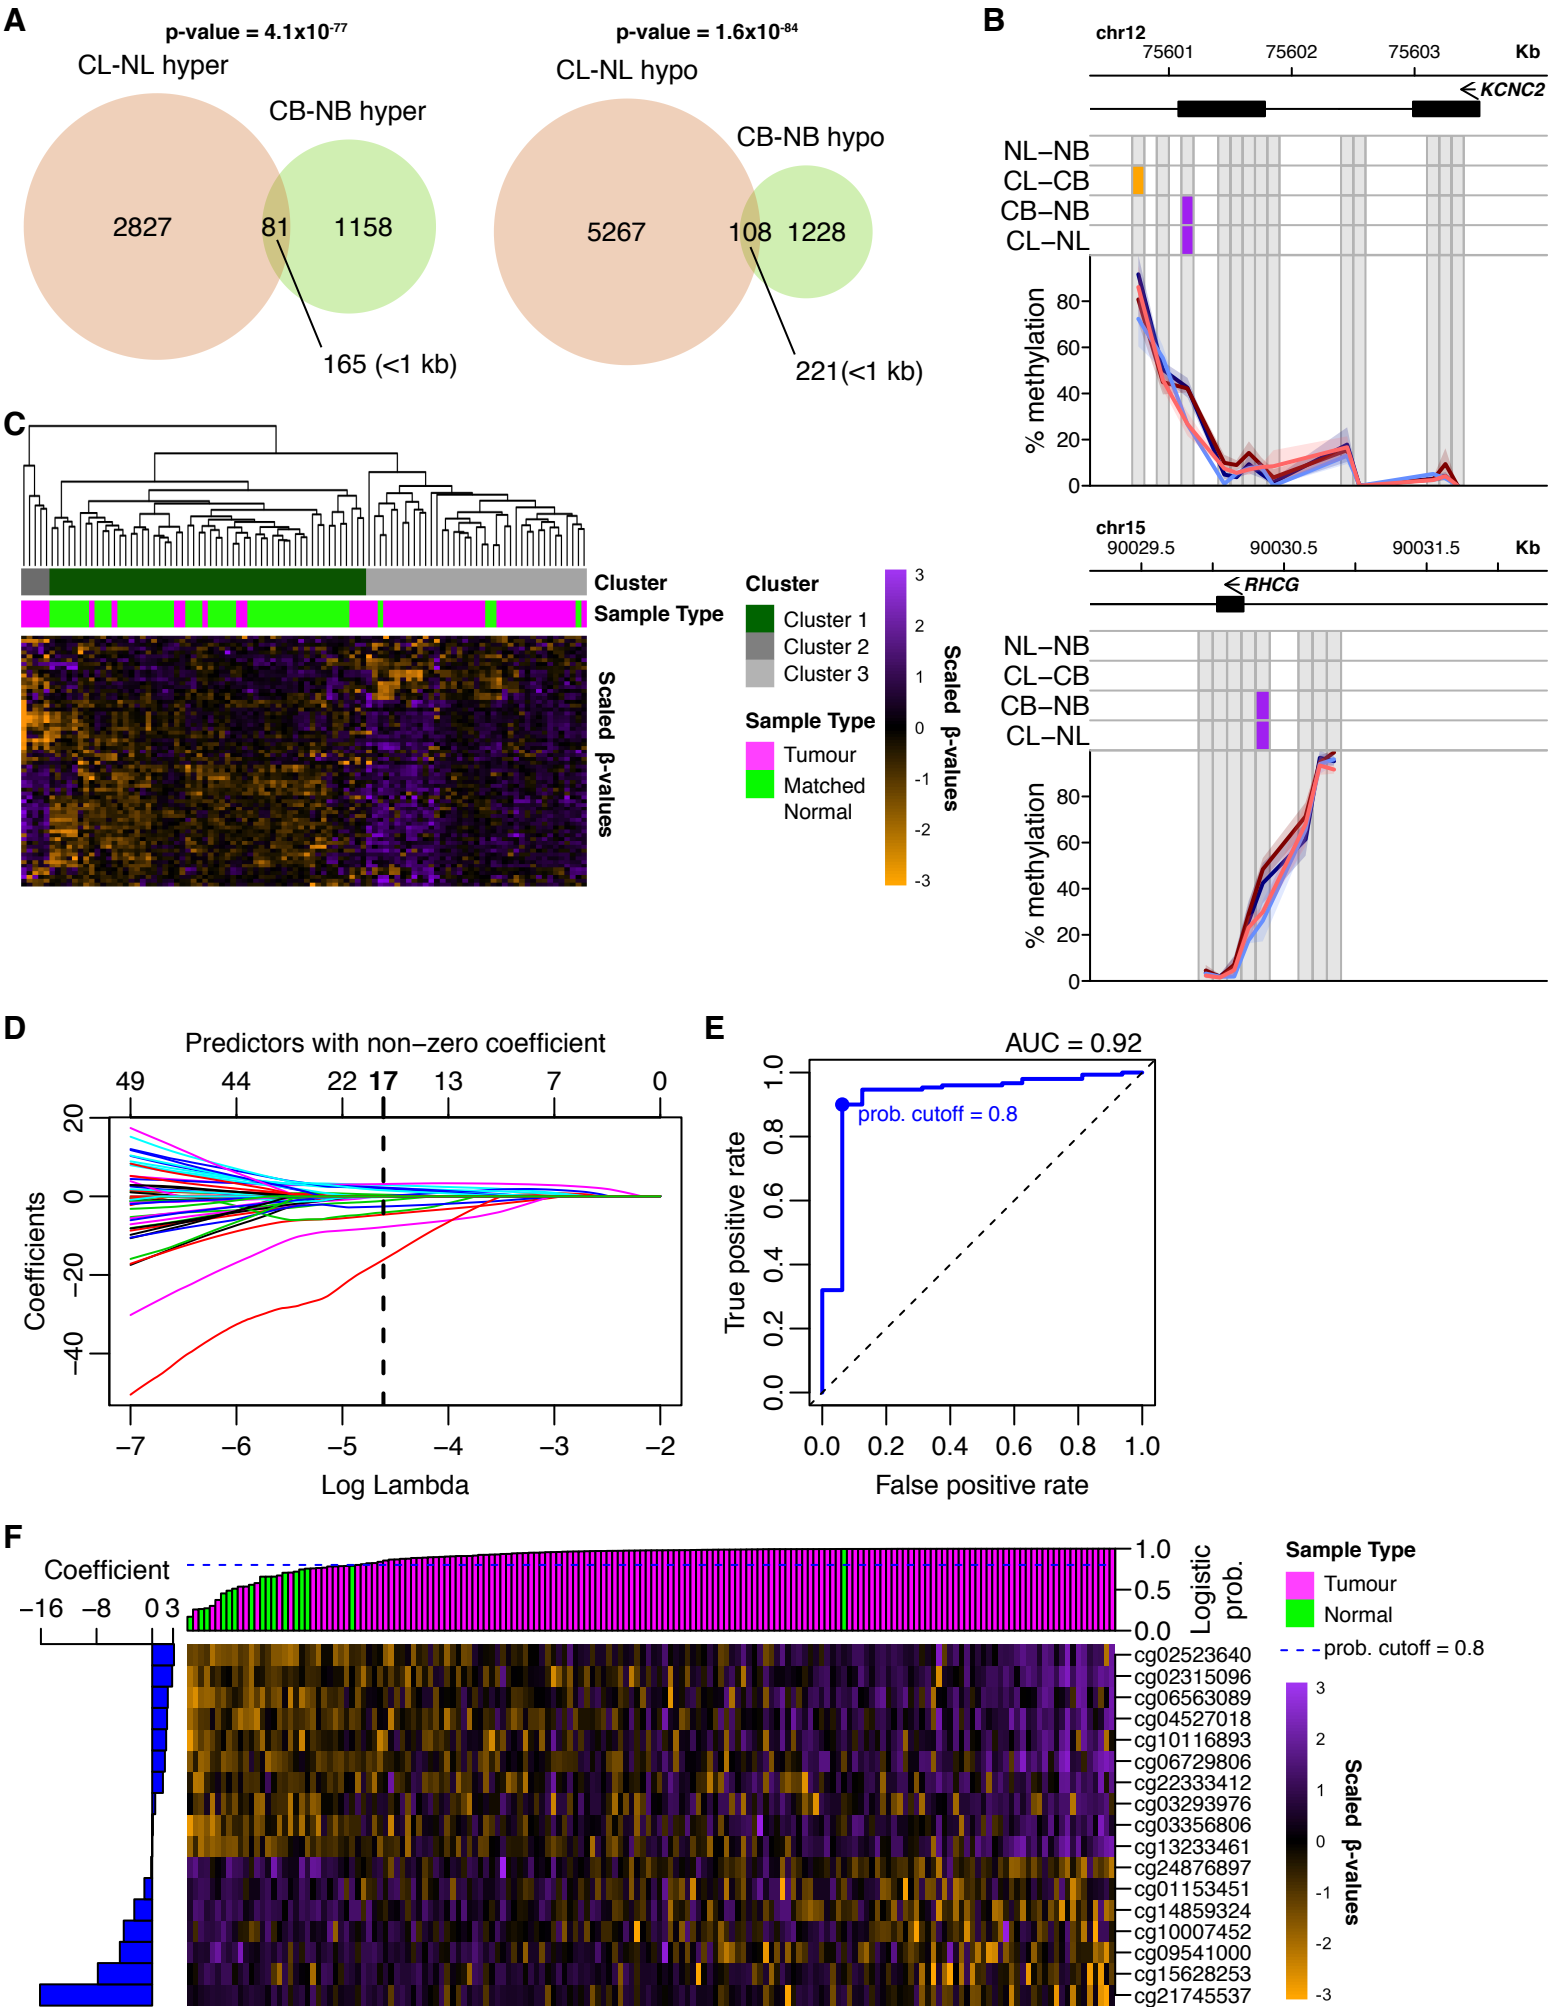 A
p-value = 4.1x10-77
CL-NL hyper
CB-NB hyper
2827
81
1158
165 (<1 kb)
p-value = 1.6x10-84
CL-NL hypo
CB-NB hypo
5267
108
1228
221(<1 kb)
B
chr12
75601 75602 75603 Kb
KCNC2
NL−NB
CL−CB
CB−NB
CL−NL
% methylation
80
60
40
20
0
chr15
90029.5 90030.5 90031.5 Kb
RHCG
NL−NB
CL−CB
CB−NB
CL−NL
% methylation
80
60
40
20
0
C
Cluster
Sample Type
Scaled β-values
Cluster
Cluster 1
Cluster 2
Cluster 3
Sample Type
Tumour
Matched
Normal
3
2
1
0
-1
-2
-3
Scaled β-values
D
Predictors with non−zero coefficient
49 44 22 17 13 7 0
Coefficients
20
0
−20
−40
−7 −6 −5 −4 −3 −2
Log Lambda
E
AUC = 0.92
prob. cutoff = 0.8
True positive rate
1.0
0.8
0.6
0.4
0.2
0.0
0.0 0.2 0.4 0.6 0.8 1.0
False positive rate
F
Coefficient
−16 −8 0 3
1.0
0.5
0.0
Logistic
prob.
cg02523640
cg02315096
cg06563089
cg04527018
cg10116893
cg06729806
cg22333412
cg03293976
cg03356806
cg13233461
cg24876897
cg01153451
cg14859324
cg10007452
cg09541000
cg15628253
cg21745537
Sample Type
Tumour
Normal
prob. cutoff = 0.8
3
2
1
0
-1
-2
-3
Scaled β-values